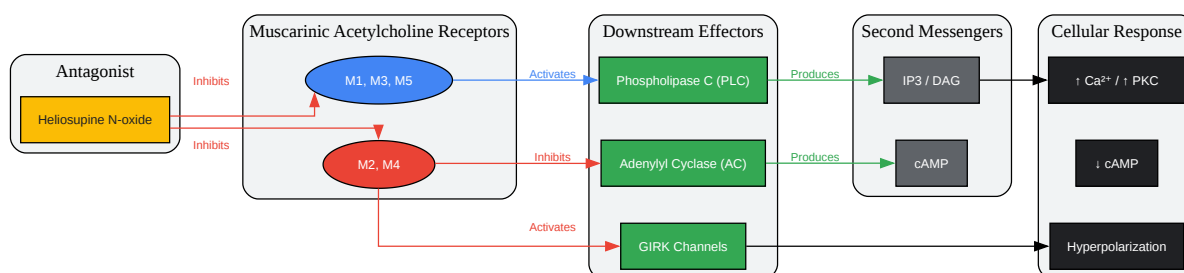 Muscarinic Acetylcholine Receptors
Downstream Effectors
Second Messengers
Cellular Response
Antagonist
Inhibits
M1, M3, M5
Activates
Phospholipase C (PLC)
Produces
IP3 / DAG
↑ Ca²⁺ / ↑ PKC
Heliosupine N-oxide
Inhibits
M2, M4
Inhibits
Adenylyl Cyclase (AC)
Produces
cAMP
↓ cAMP
Activates
GIRK Channels
Hyperpolarization